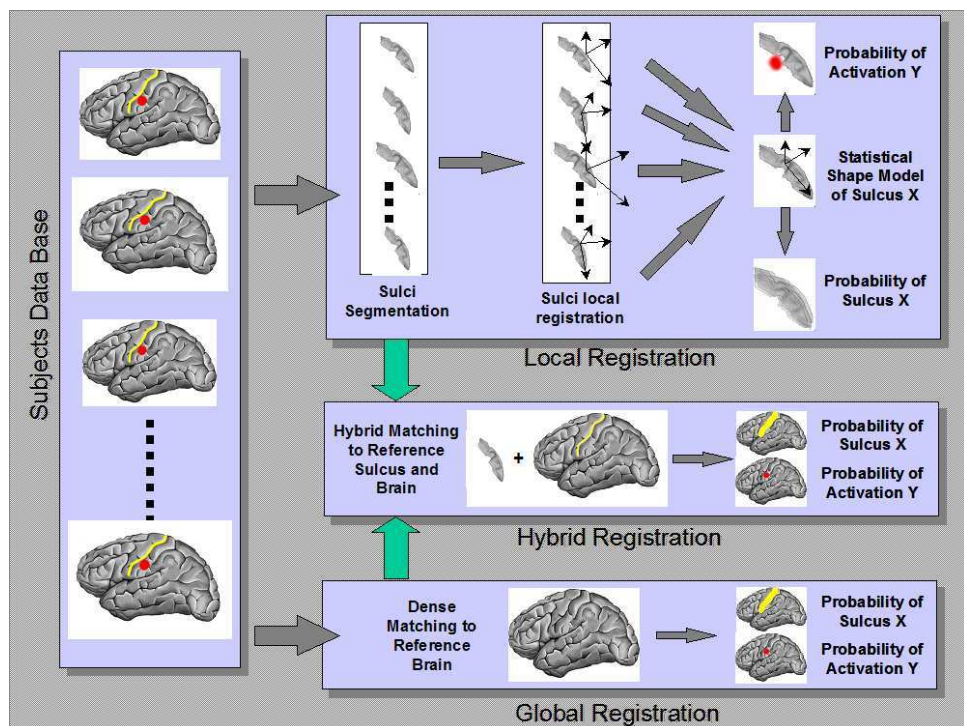 Subjects Data Base
Sulci
Segmentation
Sulci local
registration
Probability of
Activation Y
Statistical
Shape Model
of Sulcus X
Probability of
Sulcus X
Local Registration
Hybrid Matching
to Reference
Sulcus and
Brain
+
Probability of
Sulcus X
Probability of
Activation Y
Hybrid Registration
Dense
Matching to
Reference
Brain
Probability of
Sulcus X
Probability of
Activation Y
Global Registration